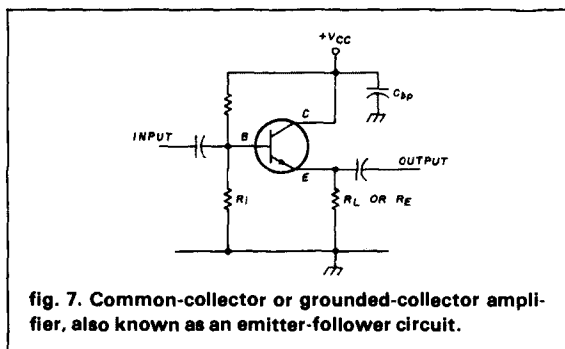 +VCC
Cbp
C
INPUT
B
E
OUTPUT
R1
RL OR RE
fig. 7. Common-collector or grounded-collector ampli-
fier, also known as an emitter-follower circuit.